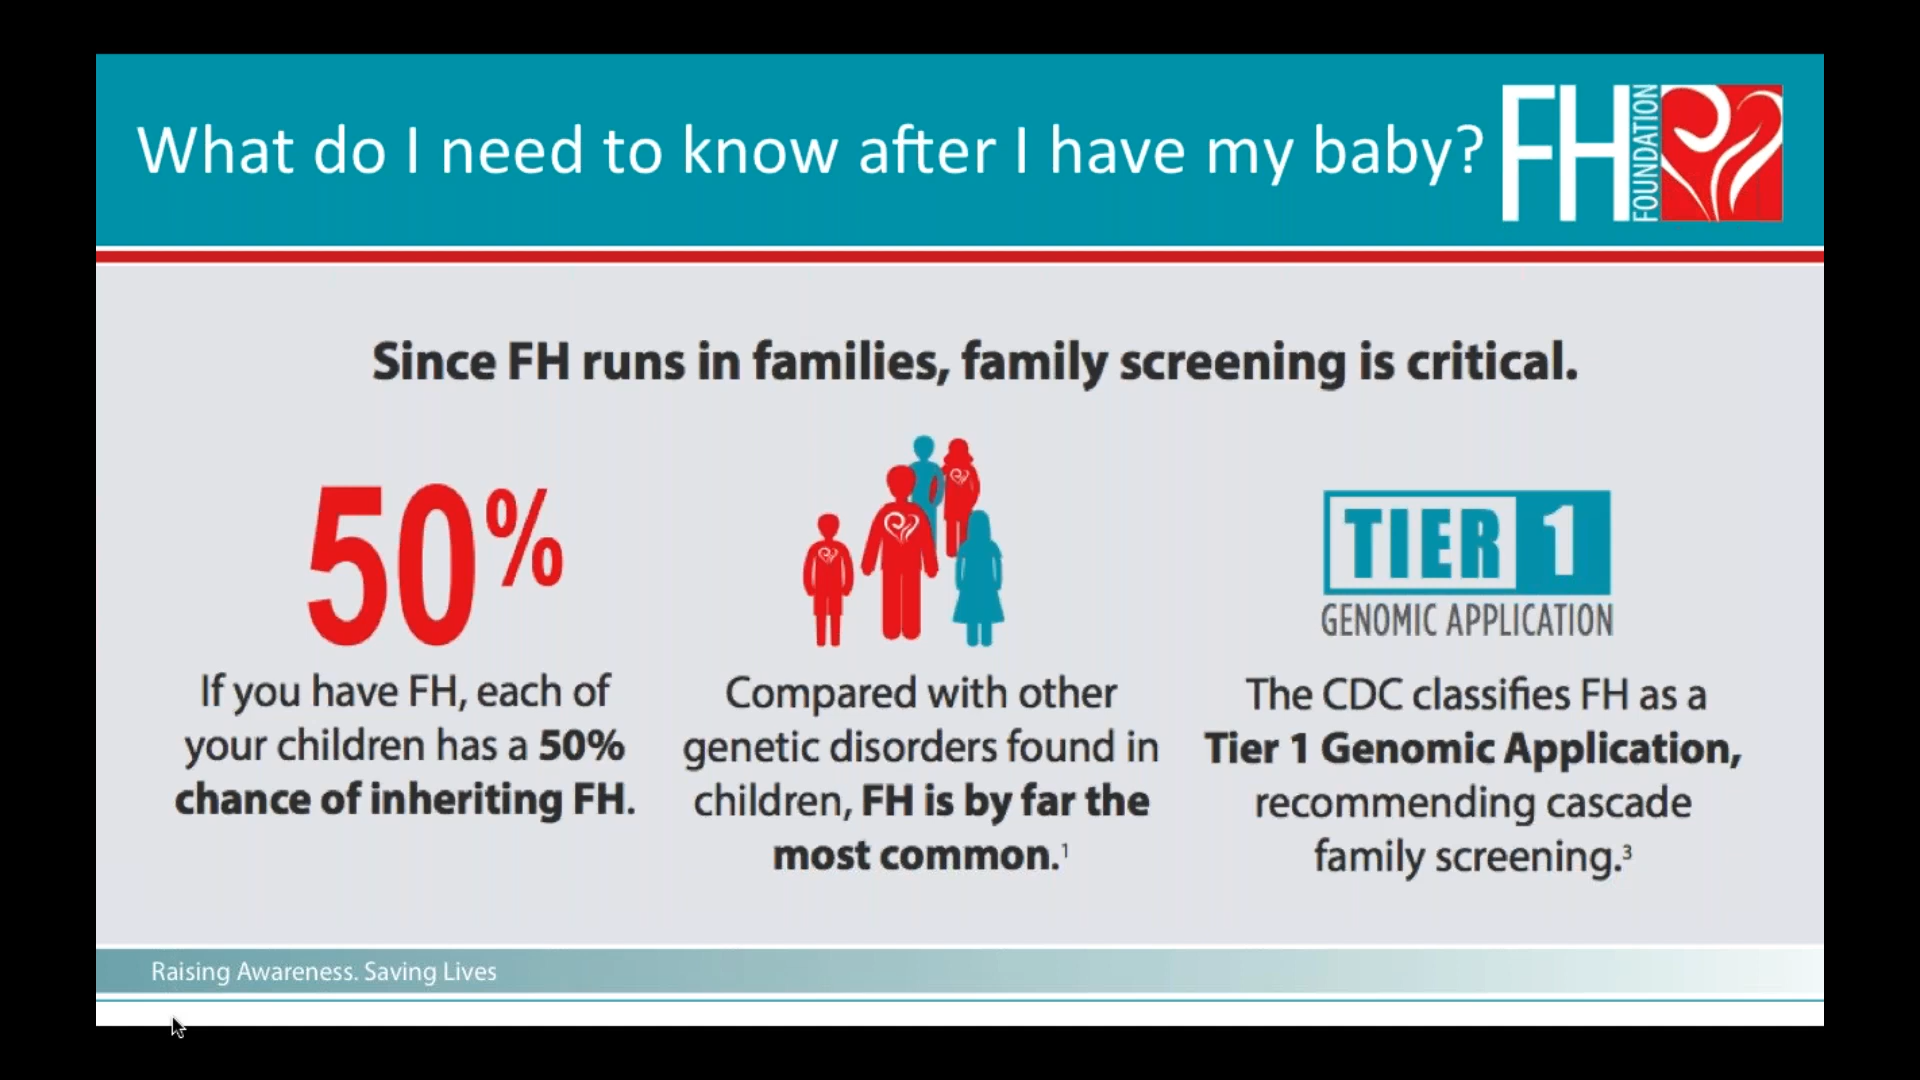 What do I need to know after I have my baby?
FH
FOUNDATION
Since FH runs in families, family screening is critical.
50%
If you have FH, each of
your children has a 50%
chance of inheriting FH.
Compared with other
genetic disorders found in
children, FH is by far the
most common.¹
TIER 1
GENOMIC APPLICATION
The CDC classifies FH as a
Tier 1 Genomic Application,
recommending cascade
family screening.³
Raising Awareness. Saving Lives